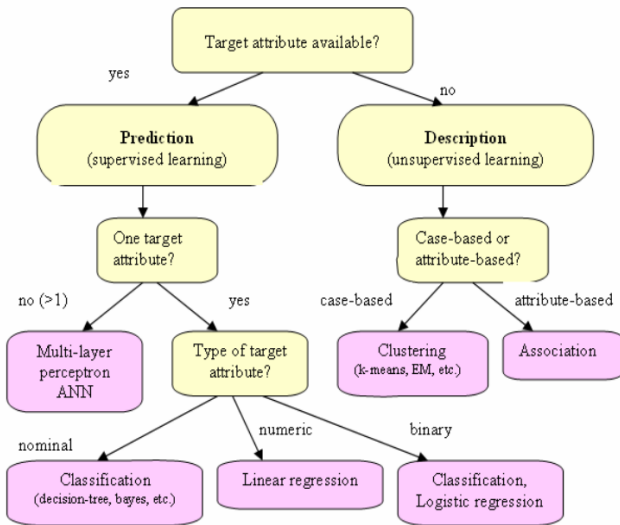 Target attribute available?
yes
no
Prediction
(supervised learning)
Description
(unsupervised learning)
One target
attribute?
Case-based or
attribute-based?
no (>1)
yes
case-based
attribute-based
Multi-layer
perceptron
ANN
Type of target
attribute?
Clustering
(k-means, EM, etc.)
Association
nominal
numeric
binary
Classification
(decision-tree, bayes, etc.)
Linear regression
Classification,
Logistic regression